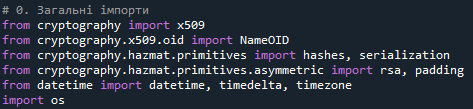 # 0. Загальні імпорти
from cryptography import x509
from cryptography.x509.oid import NameOID
from cryptography.hazmat.primitives import hashes, serialization
from cryptography.hazmat.primitives.asymmetric import rsa, padding
from datetime import datetime, timedelta, timezone
import os